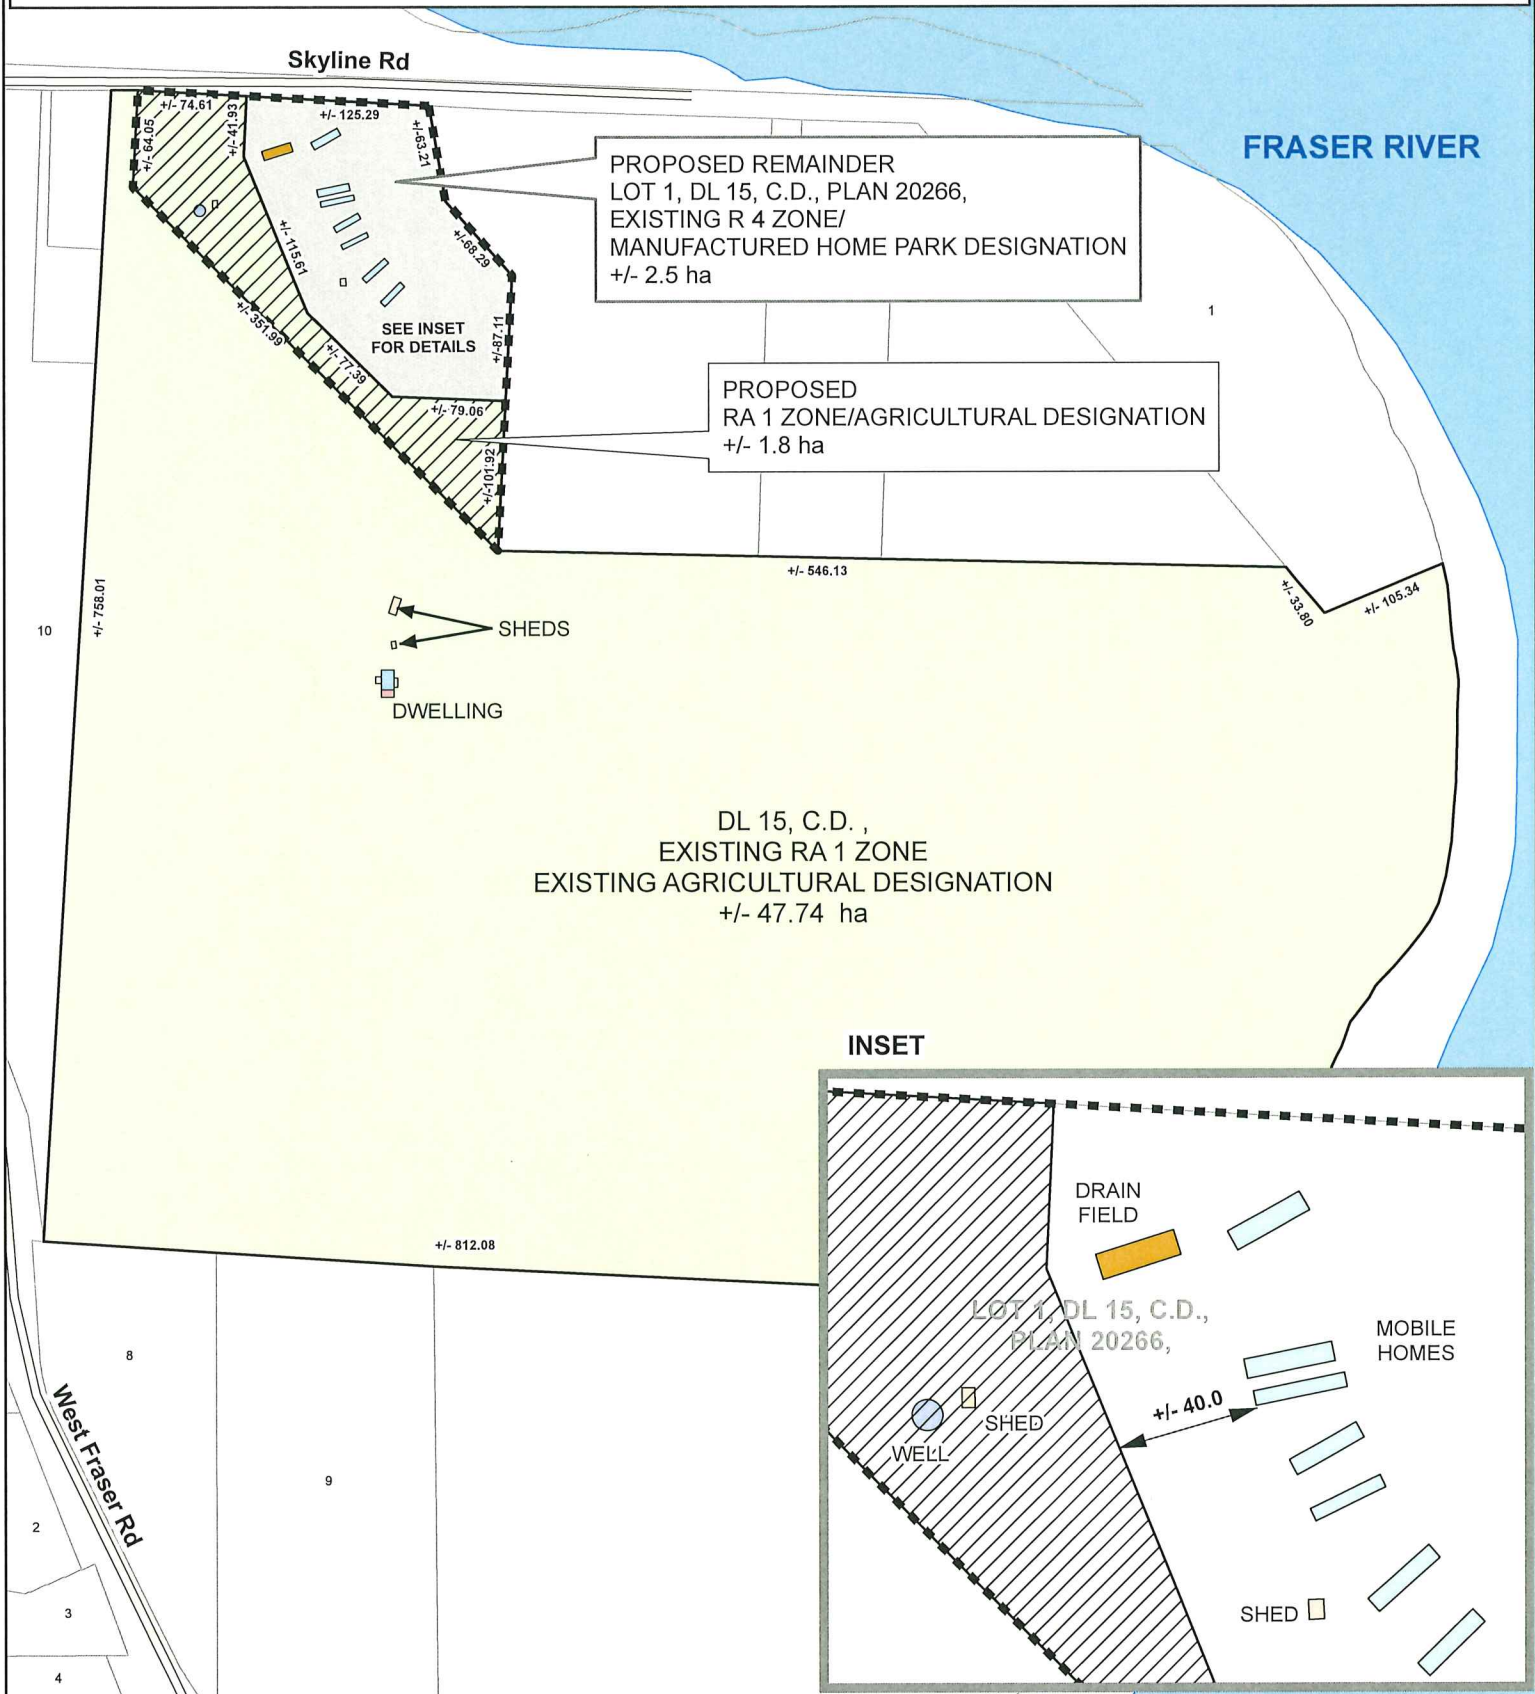 Skyline Rd
+/- 74.61
+/- 41.93
+/- 125.29
+/- 64.05
+/-63.21
FRASER RIVER
PROPOSED REMAINDER
LOT 1, DL 15, C.D., PLAN 20266,
EXISTING R 4 ZONE/
MANUFACTURED HOME PARK DESIGNATION
+/- 2.5 ha
+/- 115.61
+/-68.29
1
+/- 351.99
SEE INSET
FOR DETAILS
+/-87.11
+/- 77.39
+/- 79.06
PROPOSED
RA 1 ZONE/AGRICULTURAL DESIGNATION
+/- 1.8 ha
+/-101.92
+/- 546.13
+/- 33.80
+/- 105.34
+/- 758.01
10
SHEDS
DWELLING
DL 15, C.D. ,
EXISTING RA 1 ZONE
EXISTING AGRICULTURAL DESIGNATION
+/- 47.74 ha
+/- 812.08
8
9
West Fraser Rd
2
3
4
INSET
DRAIN
FIELD
LOT 1, DL 15, C.D.,
PLAN 20266,
MOBILE
HOMES
+/- 40.0
SHED
WELL
SHED